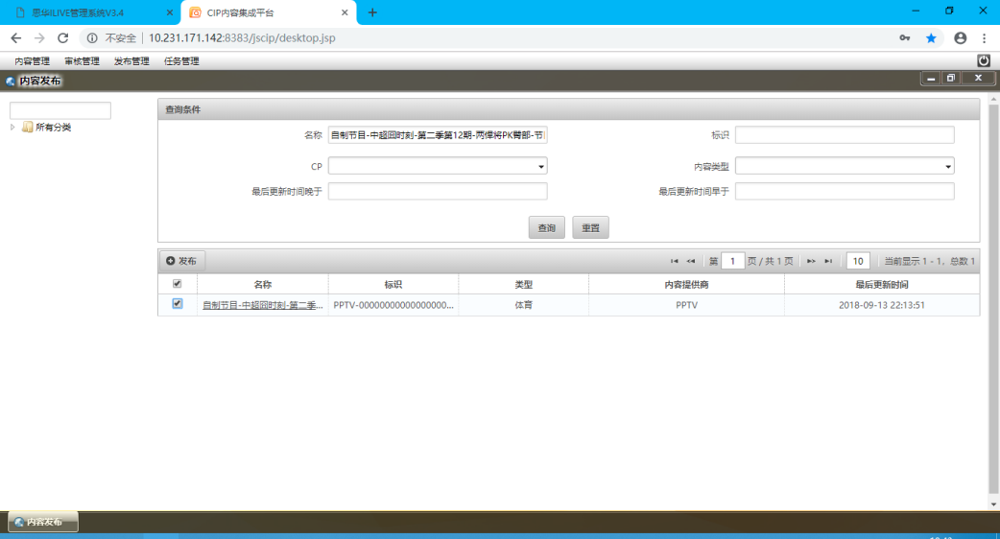 思华ILIVE管理系统V3.4
CIP内容集成平台
不安全 | 10.231.171.142:8383/jscip/desktop.jsp
内容管理 审核管理 发布管理 任务管理
内容发布
所有分类
查询条件
名称 自制节目-中超囧时刻-第二季第12期-两悍将PK臂部-节
标识
CP
内容类型
最后更新时间晚于
最后更新时间早于
查询 重置
发布
第 1 页/共1页 10 当前显示 1 - 1, 总数 1
名称 标识 类型 内容提供商 最后更新时间
自制节目-中超囧时刻-第二季... PPTV-00000000000000000... 体育 PPTV 2018-09-13 22:13:51
内容发布